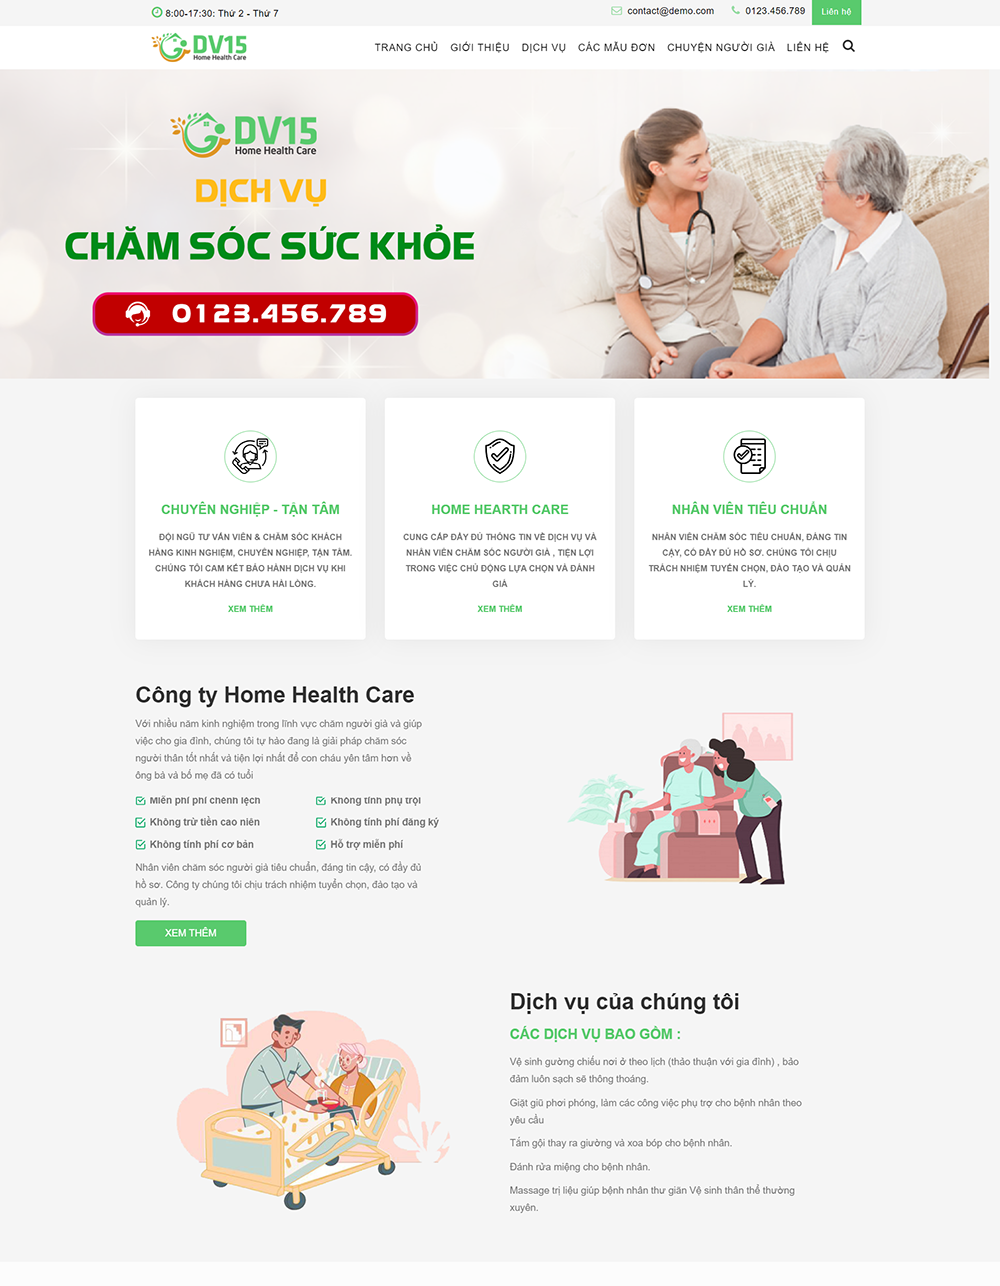 8:00-17:30: Thứ 2 - Thứ 7
contact@demo.com
0123.456.789
Liên hệ
DV15
Home Health Care
TRANG CHỦ
GIỚI THIỆU
DỊCH VỤ
CÁC MẪU ĐƠN
CHUYỆN NGƯỜI GIÀ
LIÊN HỆ
DV15
Home Health Care
DỊCH VỤ
CHĂM SÓC SỨC KHỎE
0123.456.789
CHUYÊN NGHIỆP - TẬN TÂM
ĐỘI NGŨ TƯ VẤN VIÊN & CHĂM SÓC KHÁCH
HÀNG KINH NGHIỆM, CHUYÊN NGHIỆP, TẬN TÂM.
CHÚNG TÔI CAM KẾT BẢO HÀNH DỊCH VỤ KHI
KHÁCH HÀNG CHƯA HÀI LÒNG.
XEM THÊM
HOME HEARTH CARE
CUNG CẤP ĐẦY ĐỦ THÔNG TIN VỀ DỊCH VỤ VÀ
NHÂN VIÊN CHĂM SÓC NGƯỜI GIÀ , TIỆN LỢI
TRONG VIỆC CHỦ ĐỘNG LỰA CHỌN VÀ ĐÁNH
GIÁ
XEM THÊM
NHÂN VIÊN TIÊU CHUẨN
NHÂN VIÊN CHĂM SÓC TIÊU CHUẨN, ĐÁNG TIN
CẬY, CÓ ĐẦY ĐỦ HỒ SƠ. CHÚNG TÔI CHỊU
TRÁCH NHIỆM TUYỂN CHỌN, ĐÀO TẠO VÀ QUẢN
LÝ.
XEM THÊM
Công ty Home Health Care
Với nhiều năm kinh nghiệm trong lĩnh vực chăm người già và giúp
việc cho gia đình, chúng tôi tự hào đang là giải pháp chăm sóc
người thân tốt nhất và tiện lợi nhất để con cháu yên tâm hơn về
ông bà và bố mẹ đã có tuổi
Miễn phí phí chênh lệch
Không tính phụ trội
Không trừ tiền cao niên
Không tính phí đăng ký
Không tính phí cơ bản
Hỗ trợ miễn phí
Nhân viên chăm sóc người già tiêu chuẩn, đáng tin cậy, có đầy đủ
hồ sơ. Công ty chúng tôi chịu trách nhiệm tuyển chọn, đào tạo và
quản lý.
XEM THÊM
Dịch vụ của chúng tôi
CÁC DỊCH VỤ BAO GỒM :
Vệ sinh gường chiếu nơi ở theo lịch (thảo thuận với gia đình) , bảo
đảm luôn sạch sẽ thông thoáng.
Giặt giũ phơi phóng, làm các công việc phụ trợ cho bệnh nhân theo
yêu cầu
Tắm gội thay ra giường và xoa bóp cho bệnh nhân.
Đánh rửa miệng cho bệnh nhân.
Massage trị liệu giúp bệnh nhân thư giãn Vệ sinh thân thể thường
xuyên.